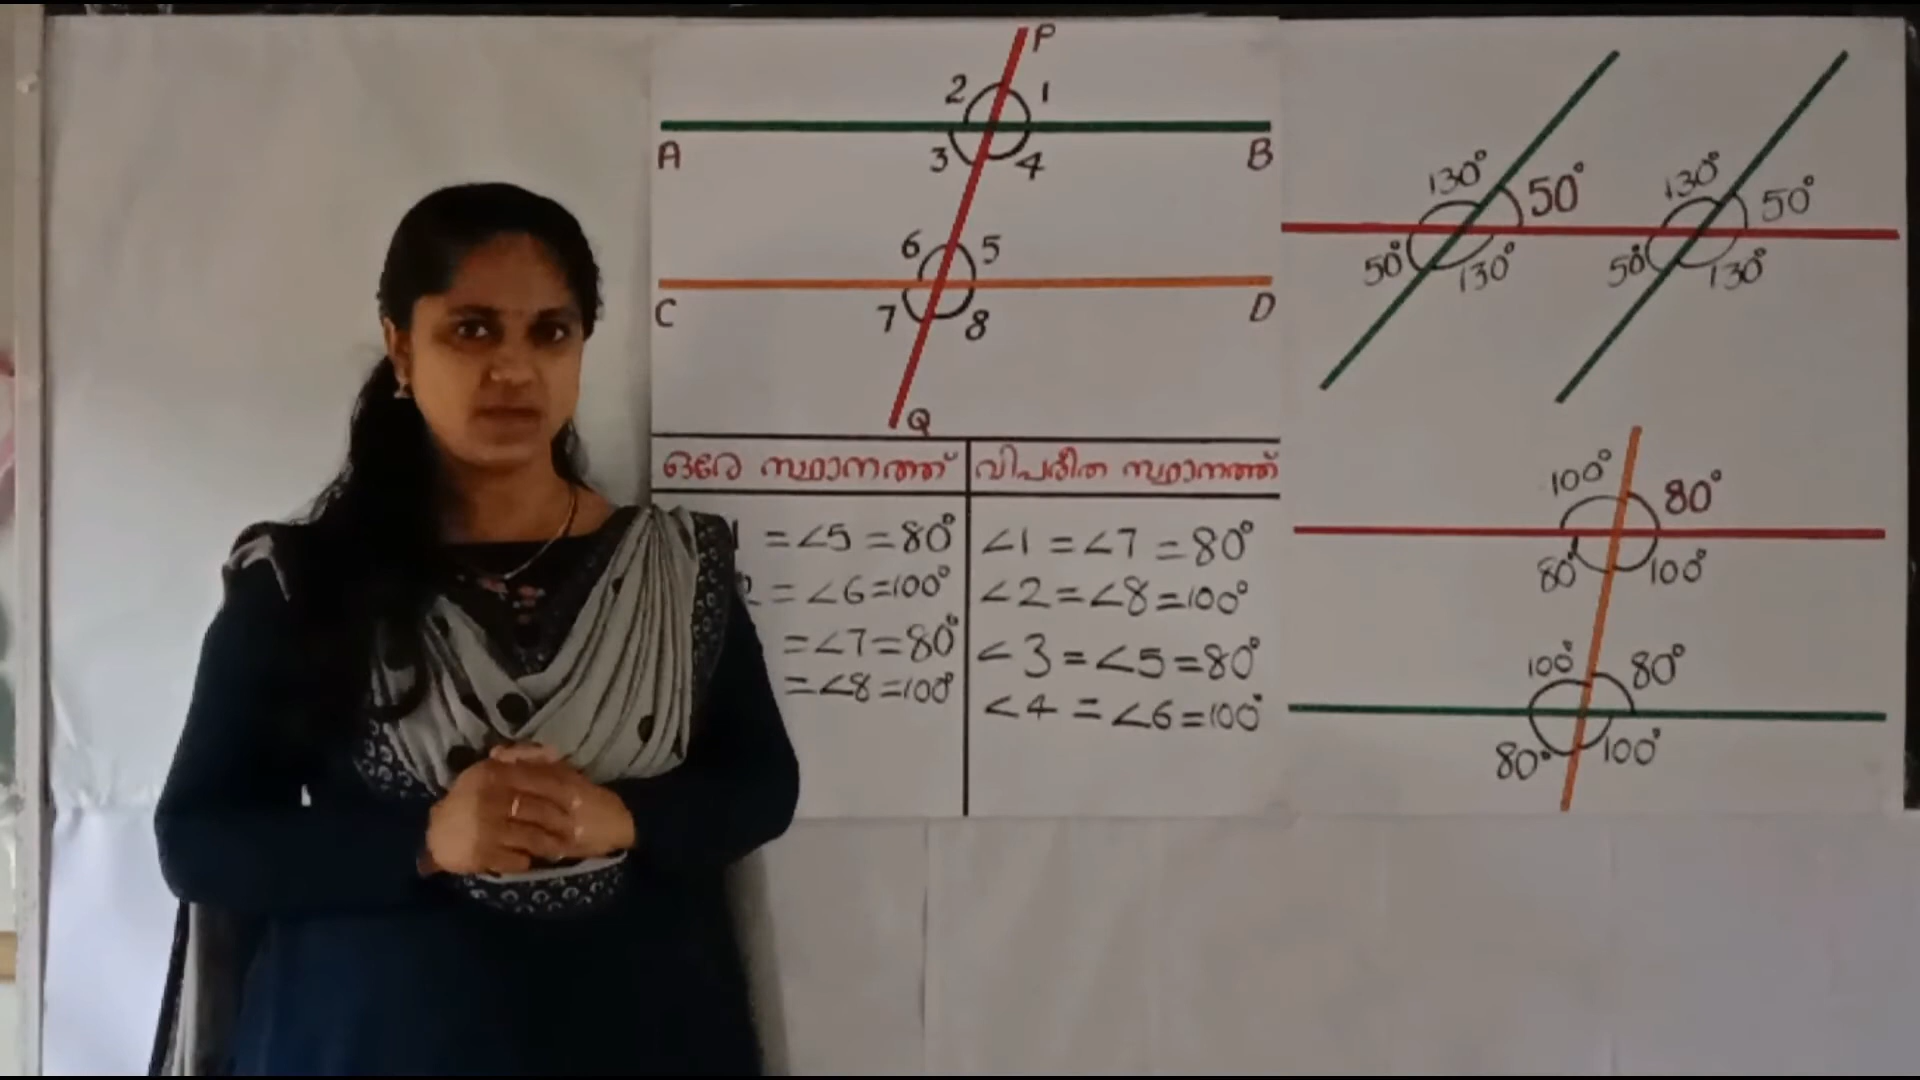 P
2 1
A B
3 4
6 5
C D
7 8
Q
ഒരേ സ്ഥാനത്ത് വിപരീത സ്ഥാനത്ത്
1 = ∠5 = 80° ∠1 = ∠7 = 80°
2 = ∠6 = 100° ∠2 = ∠8 = 100°
= ∠7 = 80° ∠3 = ∠5 = 80°
= ∠8 = 100° ∠4 = ∠6 = 100°
130° 50° 130° 50°
50° 130° 50° 130°
100° 80°
80° 100°
100° 80°
80° 100°